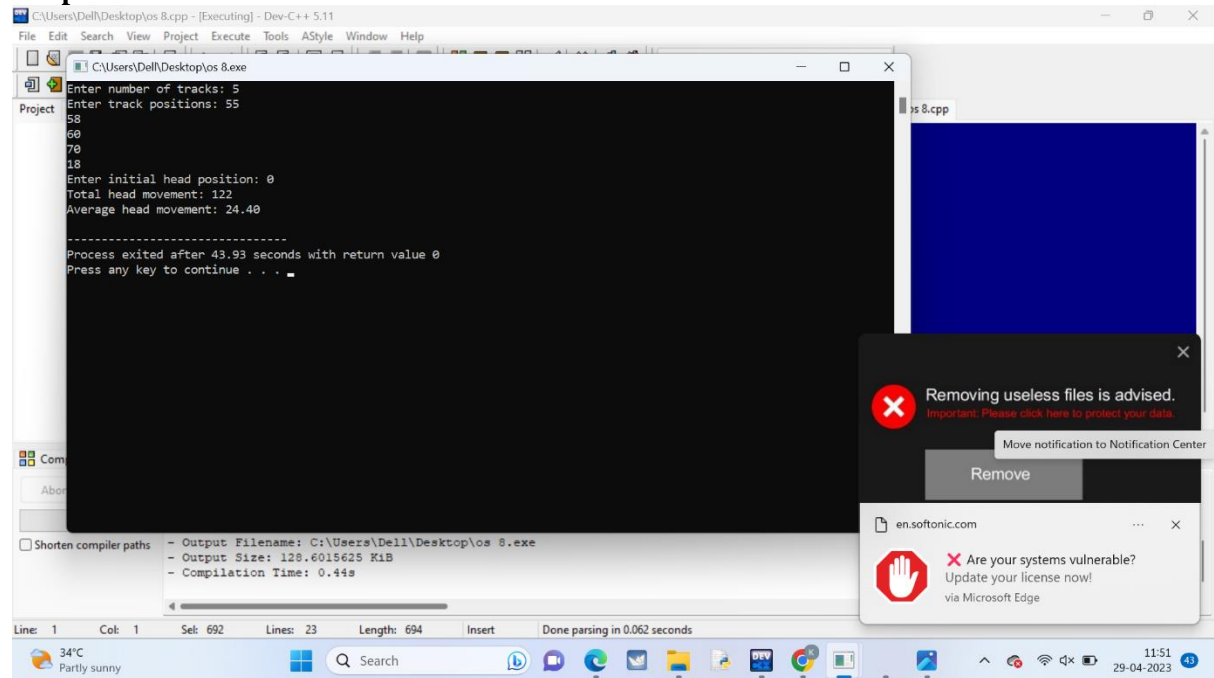 C:\Users\Dell\Desktop\os 8.cpp - [Executing] - Dev-C++ 5.11
File Edit Search View Project Execute Tools AStyle Window Help
C:\Users\Dell\Desktop\os 8.exe
Project
os 8.cpp
Enter number of tracks: 5
Enter track positions: 55
58
60
70
18
Enter initial head position: 0
Total head movement: 122
Average head movement: 24.40
--------------------------------
Process exited after 43.93 seconds with return value 0
Press any key to continue . . .
Removing useless files is advised.
Important: Please click here to protect your data.
Move notification to Notification Center
Remove
en.softonic.com
Are your systems vulnerable?
Update your license now!
via Microsoft Edge
Shorten compiler paths
- Output Filename: C:\Users\Dell\Desktop\os 8.exe
- Output Size: 128.6015625 KiB
- Compilation Time: 0.44s
Line: 1 Col: 1 Sel: 692 Lines: 23 Length: 694 Insert Done parsing in 0.062 seconds
34°C
Partly sunny
Search
DEV
11:51
29-04-2023
43